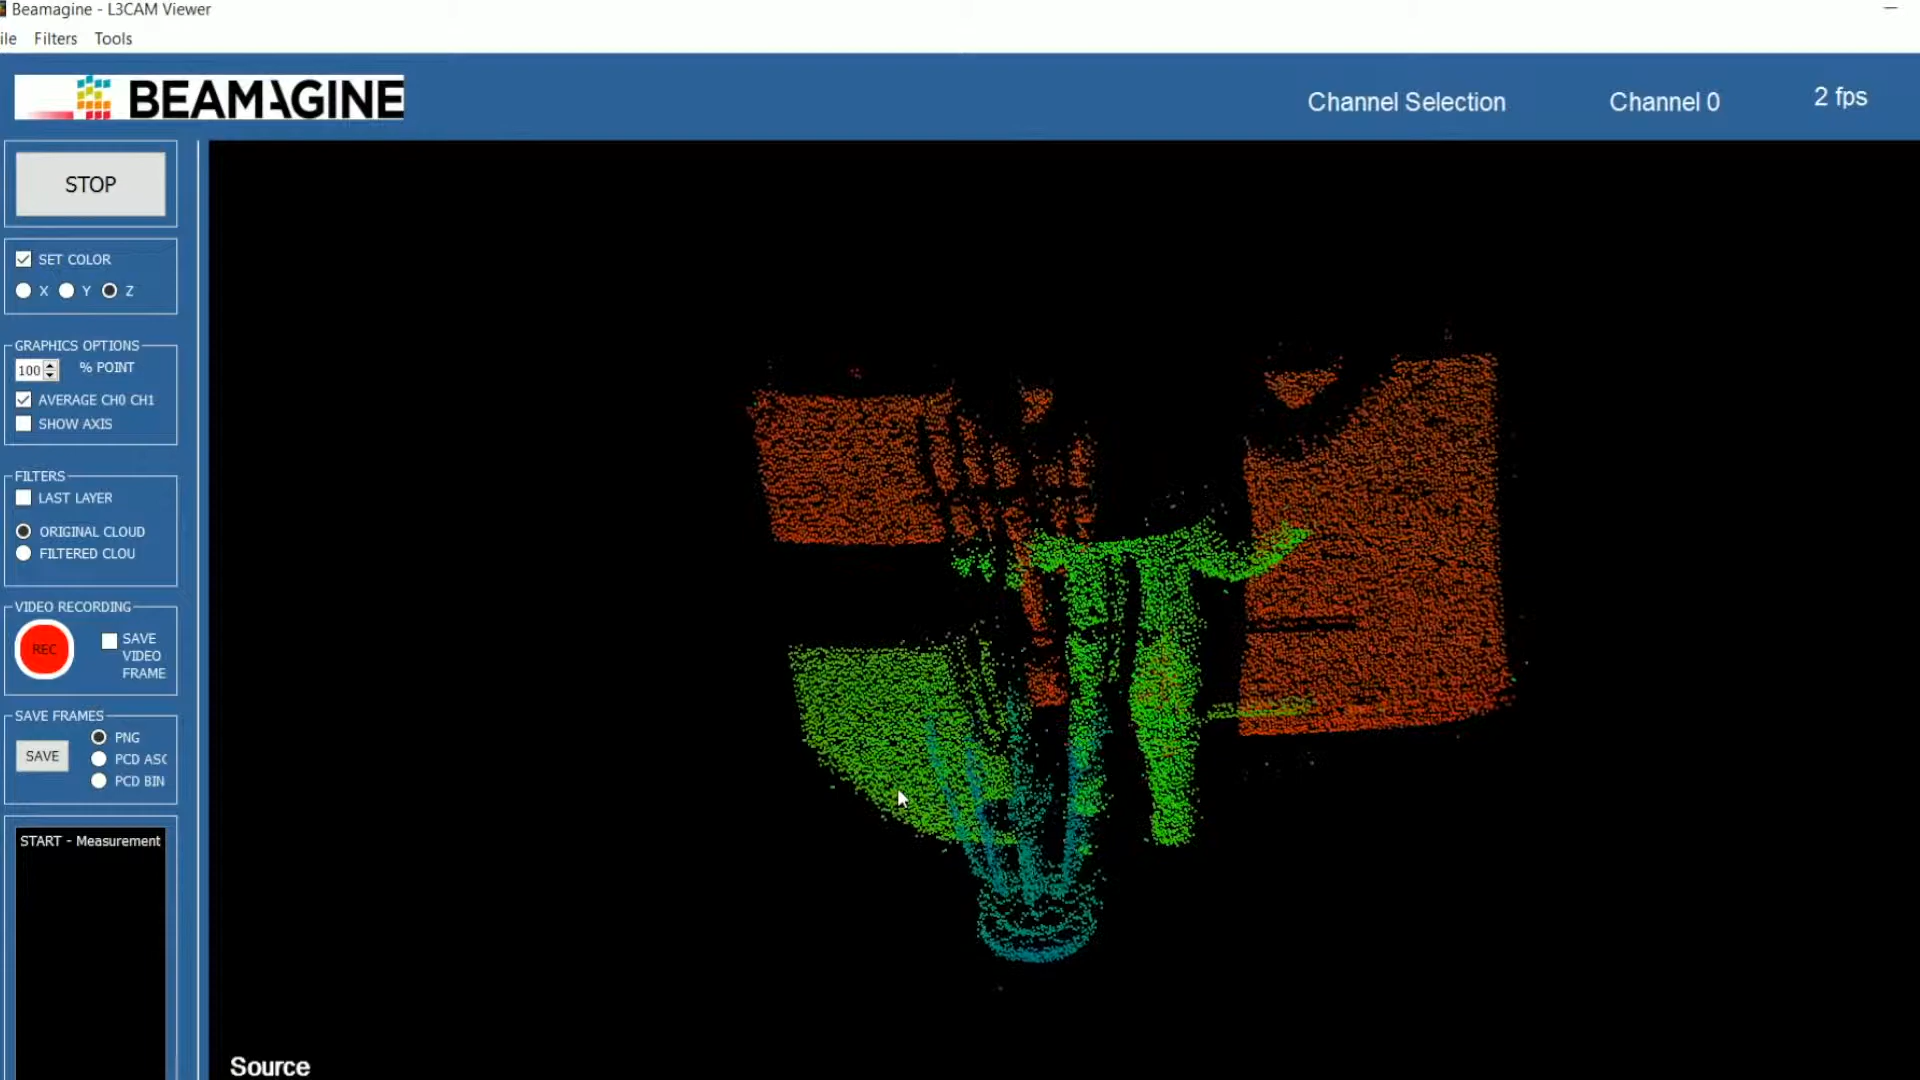 Beamagine - L3CAM Viewer
ile Filters Tools
BEAMAGINE
Channel Selection Channel 0 2 fps
STOP
SET COLOR
X Y Z
GRAPHICS OPTIONS
100 % POINT
AVERAGE CH0 CH1
SHOW AXIS
FILTERS
LAST LAYER
ORIGINAL CLOUD
FILTERED CLOU
VIDEO RECORDING
REC
SAVE
VIDEO
FRAME
SAVE FRAMES
SAVE
PNG
PCD ASC
PCD BIN
START - Measurement
Source